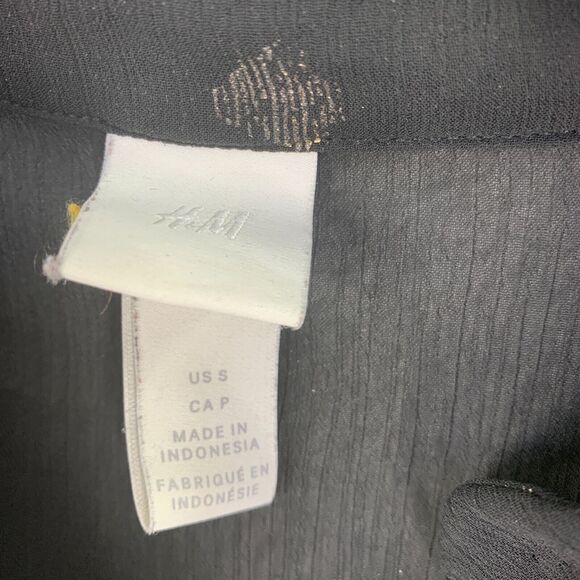 H&M
US S
CA P
MADE IN
INDONESIA
FABRIQUÉ EN
INDONÉSIE